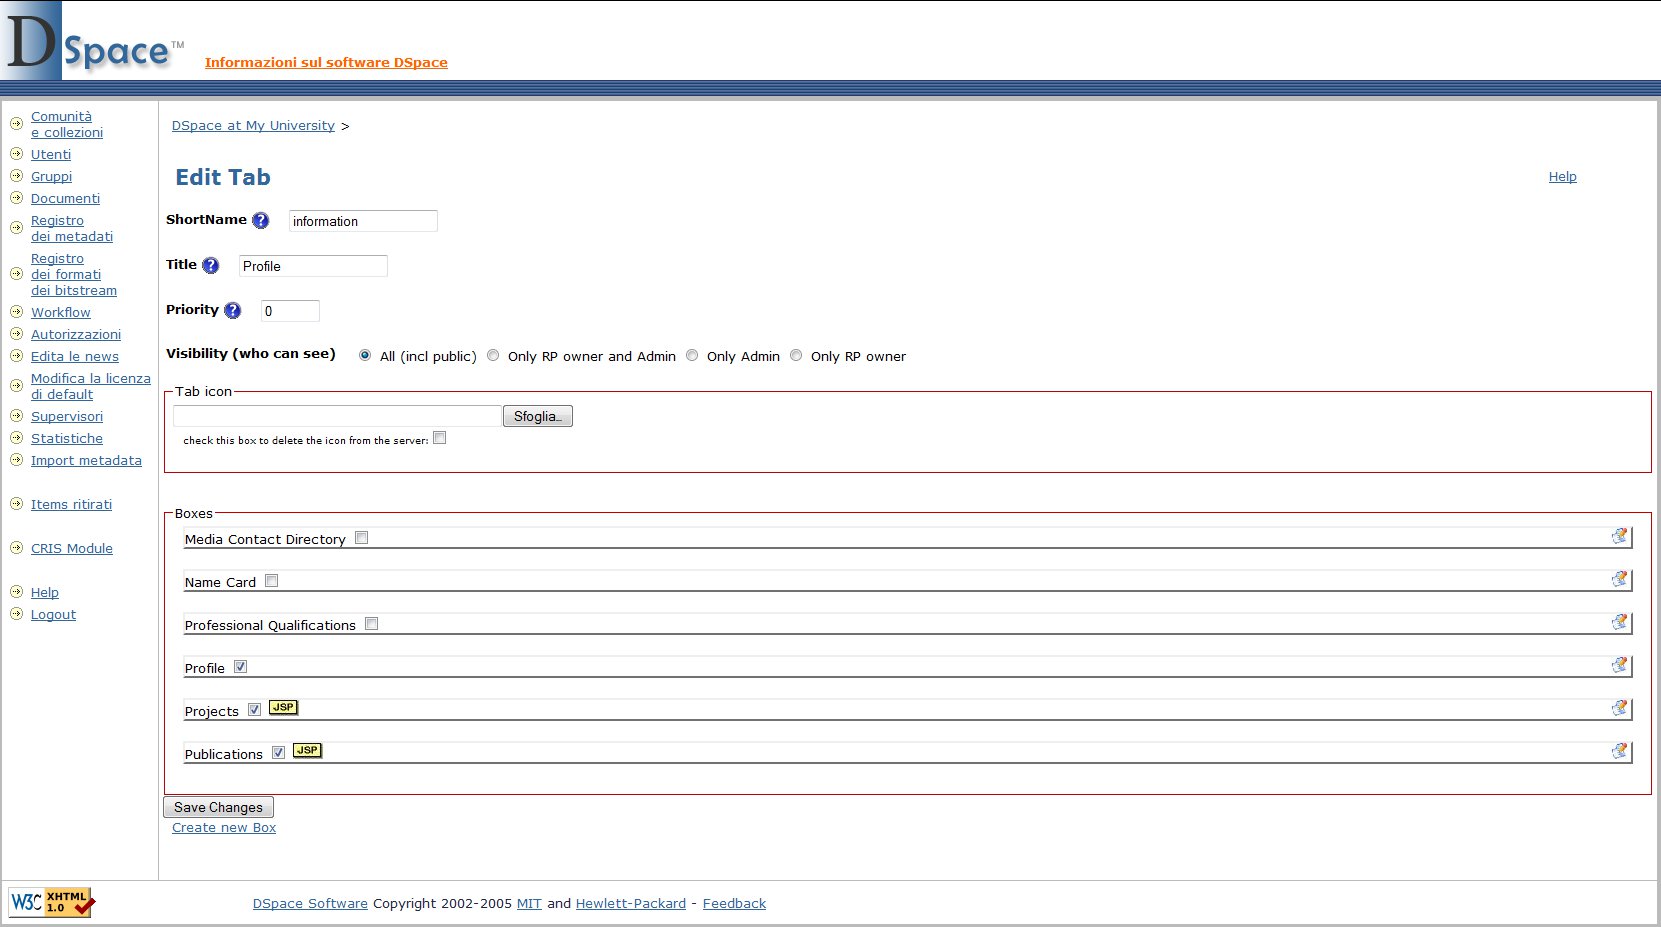 DSpace™
Informazioni sul software DSpace
Comunità
e collezioni
Utenti
Gruppi
Documenti
Registro
dei metadati
Registro
dei formati
dei bitstream
Workflow
Autorizzazioni
Edita le news
Modifica la licenza
di default
Supervisori
Statistiche
Import metadata
Items ritirati
CRIS Module
Help
Logout
DSpace at My University >
Edit Tab
Help
ShortName ? information
Title ? Profile
Priority ? 0
Visibility (who can see) All (incl public) Only RP owner and Admin Only Admin Only RP owner
Tab icon
Sfoglia..
check this box to delete the icon from the server:
Boxes
Media Contact Directory
Name Card
Professional Qualifications
Profile
Projects JSP
Publications JSP
Save Changes
Create new Box
W3C XHTML 1.0
DSpace Software Copyright 2002-2005 MIT and Hewlett-Packard - Feedback